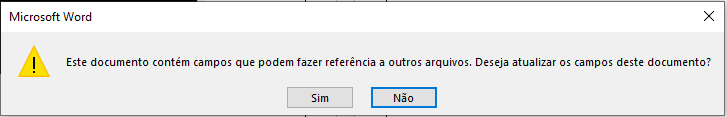 Microsoft Word
Este documento contém campos que podem fazer referência a outros arquivos. Deseja atualizar os campos deste documento?
Sim
Não